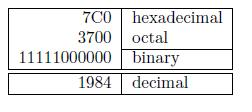 7C0 hexadecimal
3700 octal
11111000000 binary
1984 decimal